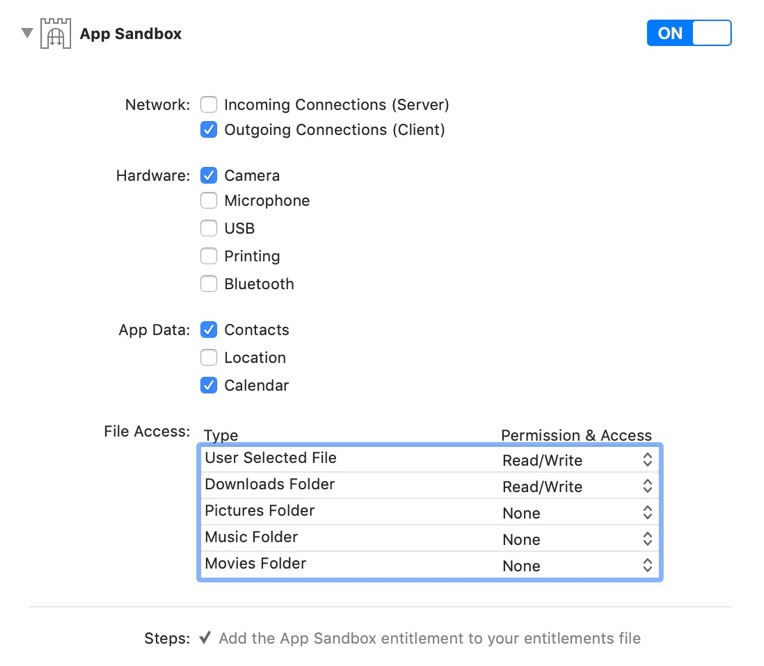 App Sandbox
ON
Network:
Incoming Connections (Server)
Outgoing Connections (Client)
Hardware:
Camera
Microphone
USB
Printing
Bluetooth
App Data:
Contacts
Location
Calendar
File Access:
Type Permission & Access
User Selected File Read/Write
Downloads Folder Read/Write
Pictures Folder None
Music Folder None
Movies Folder None
Steps: ✓ Add the App Sandbox entitlement to your entitlements file